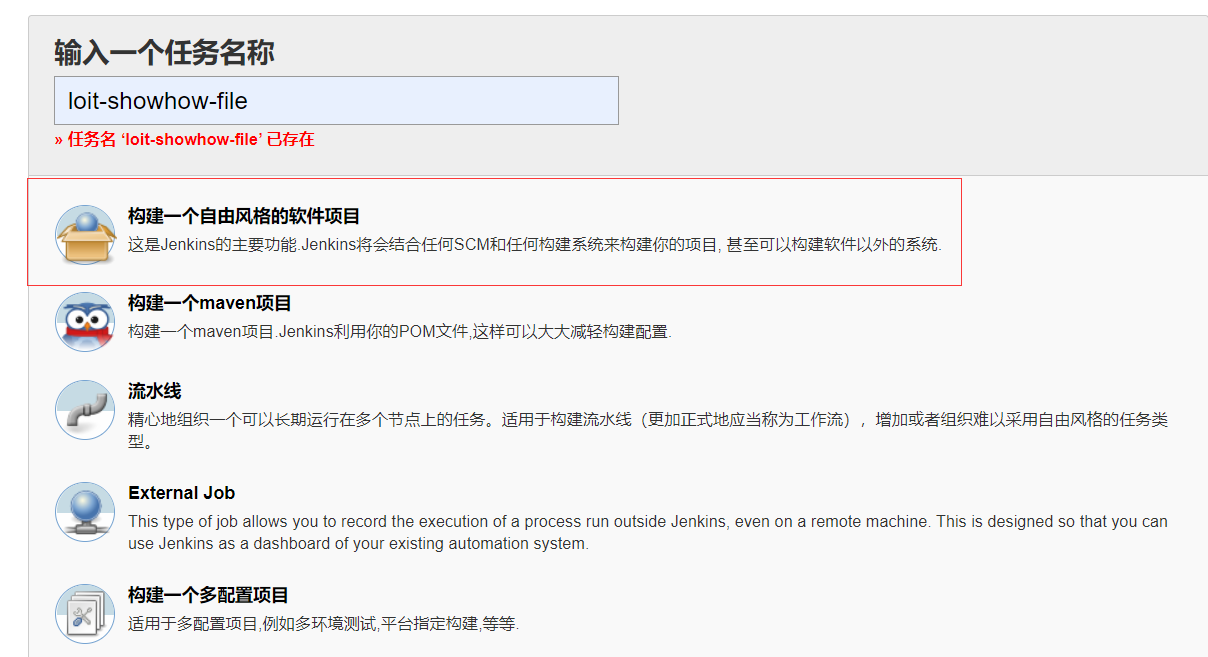 输入一个任务名称
loit-showhow-file
» 任务名 ‘loit-showhow-file’ 已存在
构建一个自由风格的软件项目
这是Jenkins的主要功能.Jenkins将会结合任何SCM和任何构建系统来构建你的项目, 甚至可以构建软件以外的系统.
构建一个maven项目
构建一个maven项目.Jenkins利用你的POM文件,这样可以大大减轻构建配置.
流水线
精心地组织一个可以长期运行在多个节点上的任务。适用于构建流水线（更加正式地应当称为工作流），增加或者组织难以采用自由风格的任务类
型。
External Job
This type of job allows you to record the execution of a process run outside Jenkins, even on a remote machine. This is designed so that you can
use Jenkins as a dashboard of your existing automation system.
构建一个多配置项目
适用于多配置项目,例如多环境测试,平台指定构建,等等.